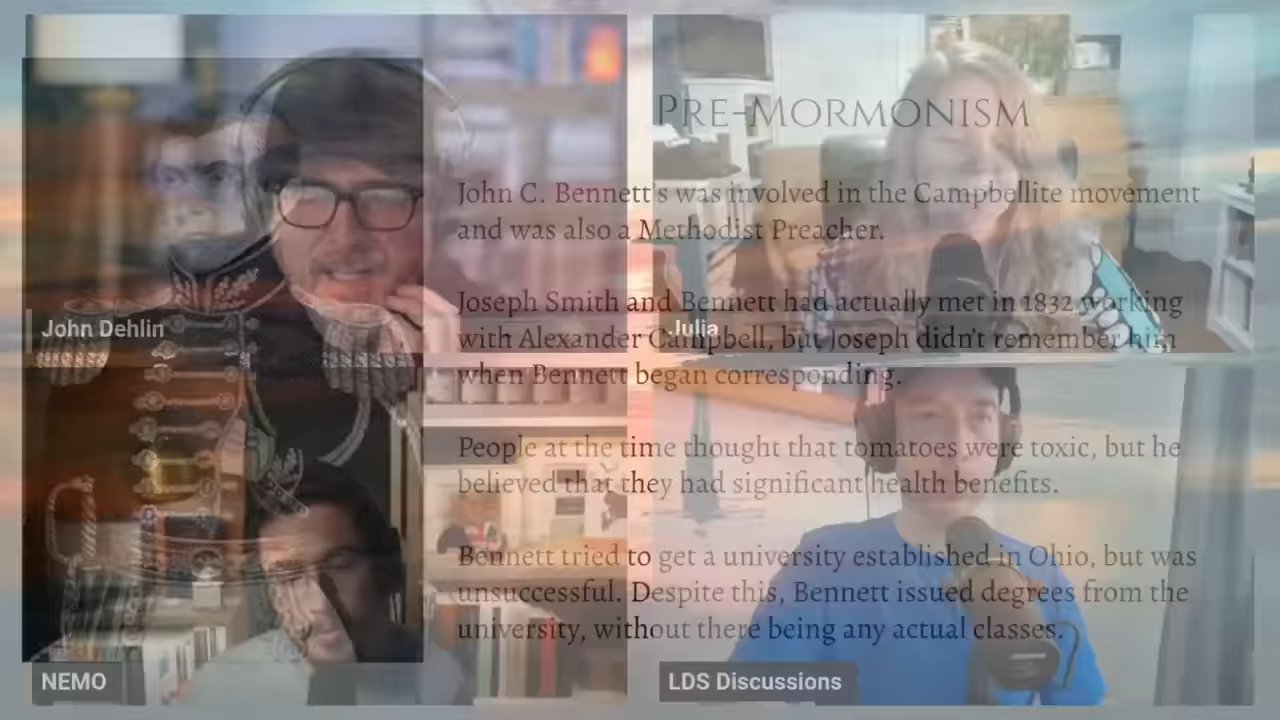 PRE-MORMONISM
John C. Bennett's was involved in the Campbellite movement
and was also a Methodist Preacher.
Joseph Smith and Bennett had actually met in 1832 working
with Alexander Campbell, but Joseph didn't remember him
when Bennett began corresponding.
People at the time thought that tomatoes were toxic, but he
believed that they had significant health benefits.
Bennett tried to get a university established in Ohio, but was
unsuccessful. Despite this, Bennett issued degrees from the
university, without there being any actual classes.
John Dehlin
Julia
NEMO
LDS Discussions